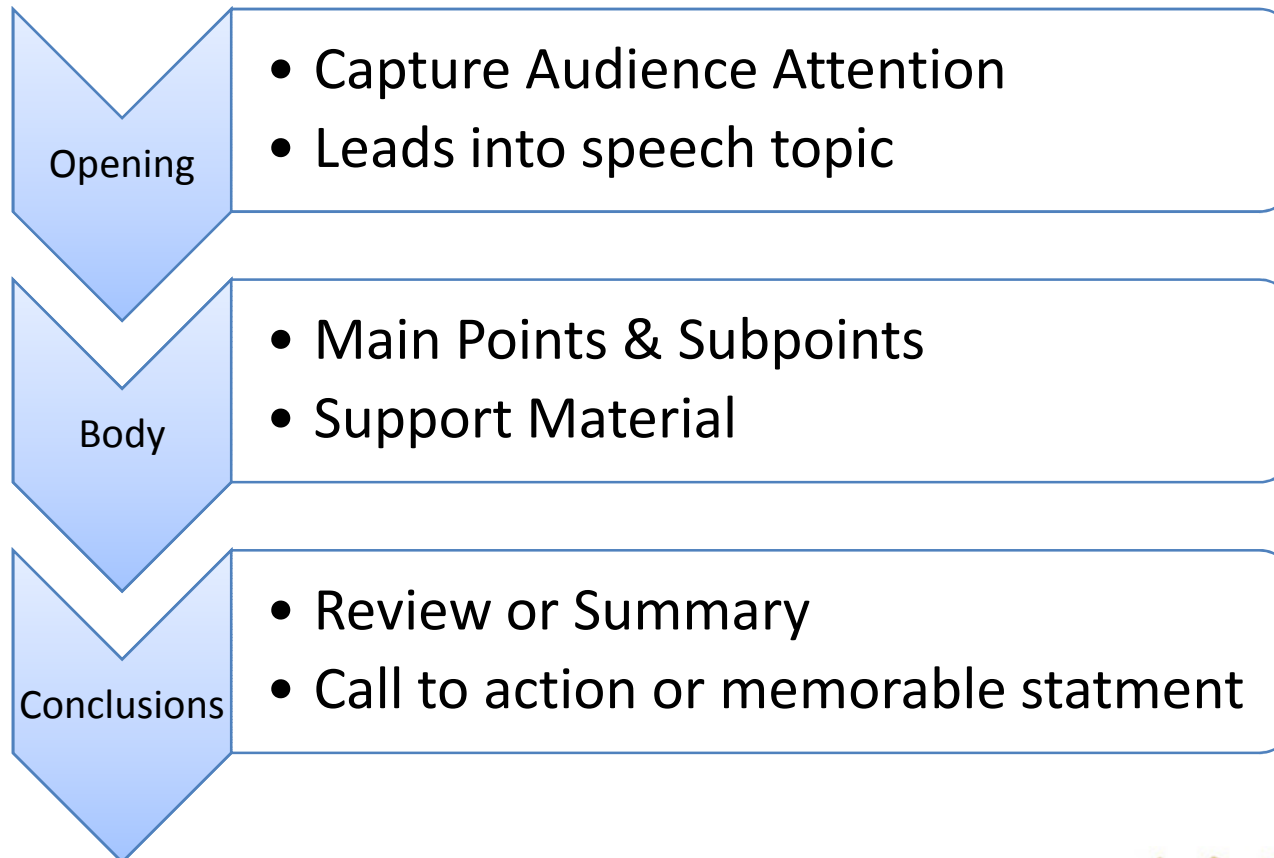 Opening
• Capture Audience Attention
• Leads into speech topic
Body
• Main Points & Subpoints
• Support Material
Conclusions
• Review or Summary
• Call to action or memorable statment